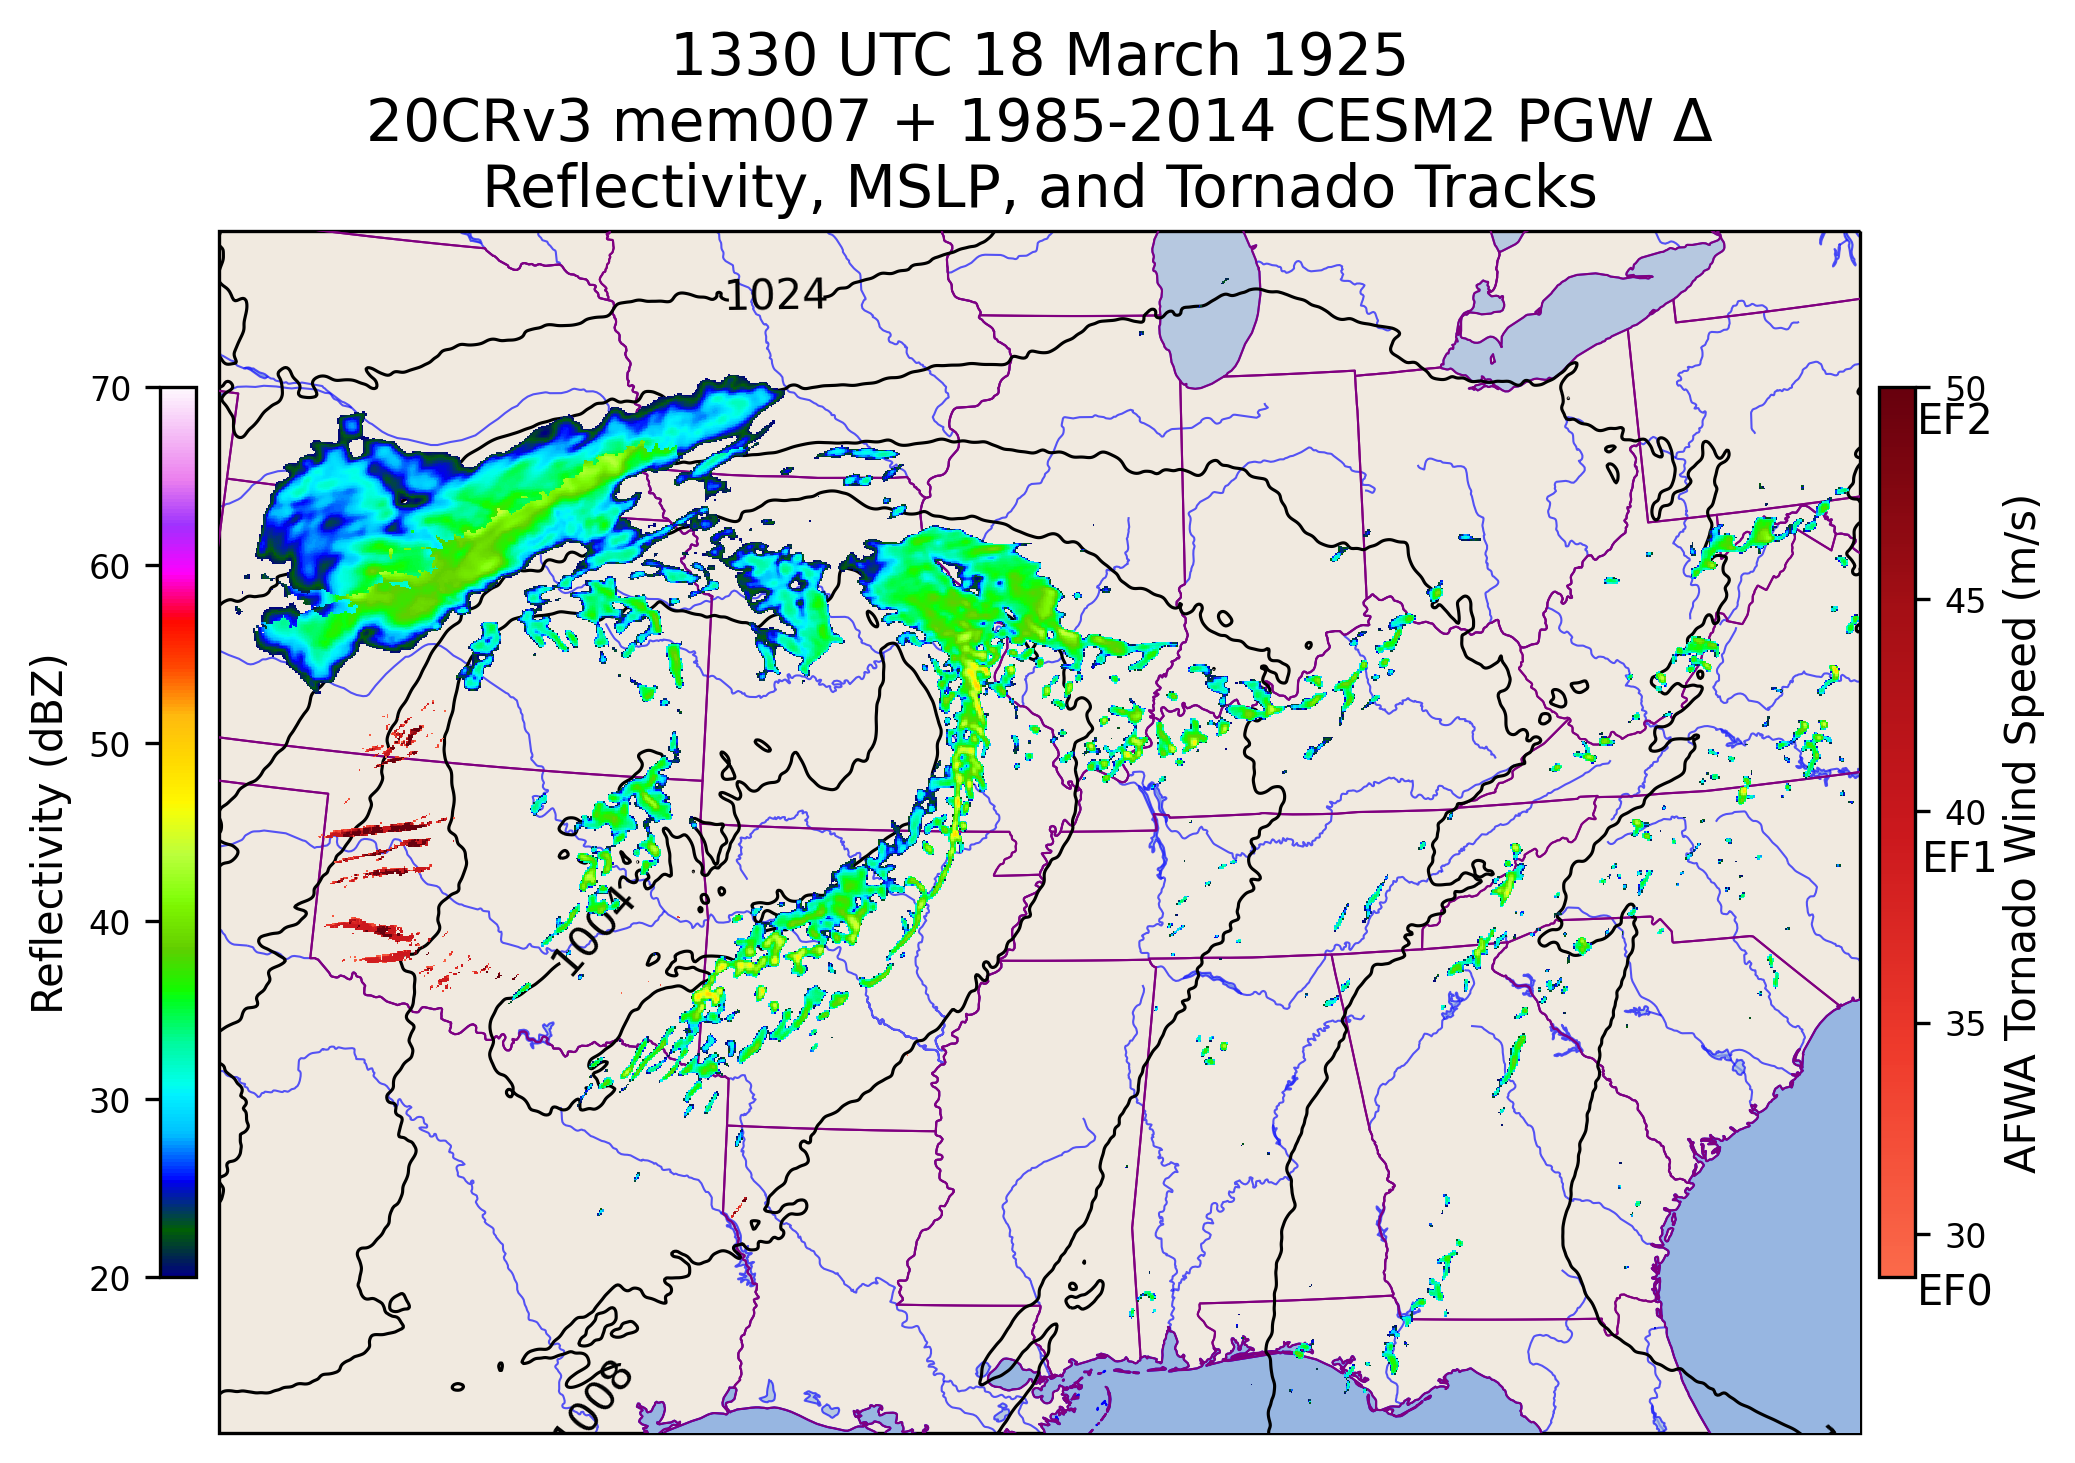 1330 UTC 18 March 1925
20CRv3 mem007 + 1985-2014 CESM2 PGW Δ
Reflectivity, MSLP, and Tornado Tracks
1024
1004
1008
70
60
50
40
30
20
Reflectivity (dBZ)
50
EF2
45
40
EF1
35
30
EF0
AFWA Tornado Wind Speed (m/s)